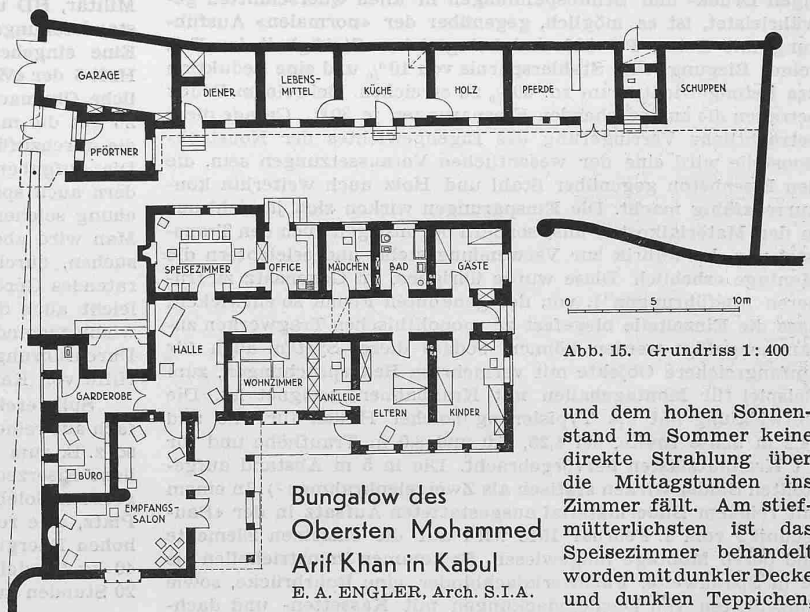 GARAGE
DIENER
LEBENS-
MITTEL
KÜCHE
HOLZ
PFERDE
SCHUPPEN
PFÖRTNER
SPEISEZIMMER
OFFICE
MÄDCHEN
BAD
GÄSTE
HALLE
WOHNZIMMER
ANKLEIDE
ELTERN
KINDER
GARDEROBE
BÜRO
EMPFANGS-
SALON
0 5 10m
Abb. 15. Grundriss 1: 400
Bungalow des
Obersten Mohammed
Arif Khan in Kabul
E. A. ENGLER, Arch. S.I.A.
und dem hohen Sonnen-
stand im Sommer keine
direkte Strahlung über
die Mittagstunden ins
Zimmer fällt. Am stief-
mütterlichsten ist das
Speisezimmer behandelt
worden mit dunkler Decke
und dunklen Teppichen,